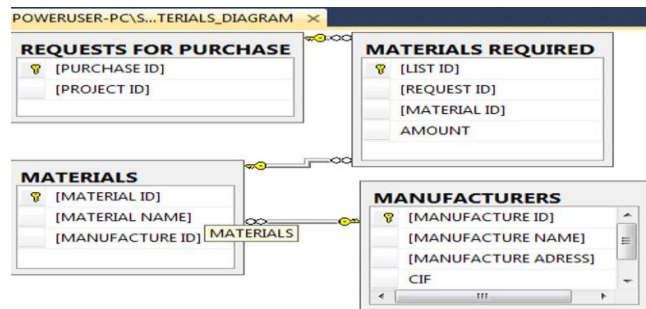 POWERUSER-PC\S...TERIALS_DIAGRAM ×
REQUESTS FOR PURCHASE
[PURCHASE ID]
[PROJECT ID]
MATERIALS REQUIRED
[LIST ID]
[REQUEST ID]
[MATERIAL ID]
AMOUNT
MATERIALS
[MATERIAL ID]
[MATERIAL NAME]
[MANUFACTURE ID]
MATERIALS
MANUFACTURERS
[MANUFACTURE ID]
[MANUFACTURE NAME]
[MANUFACTURE ADRESS]
CIF